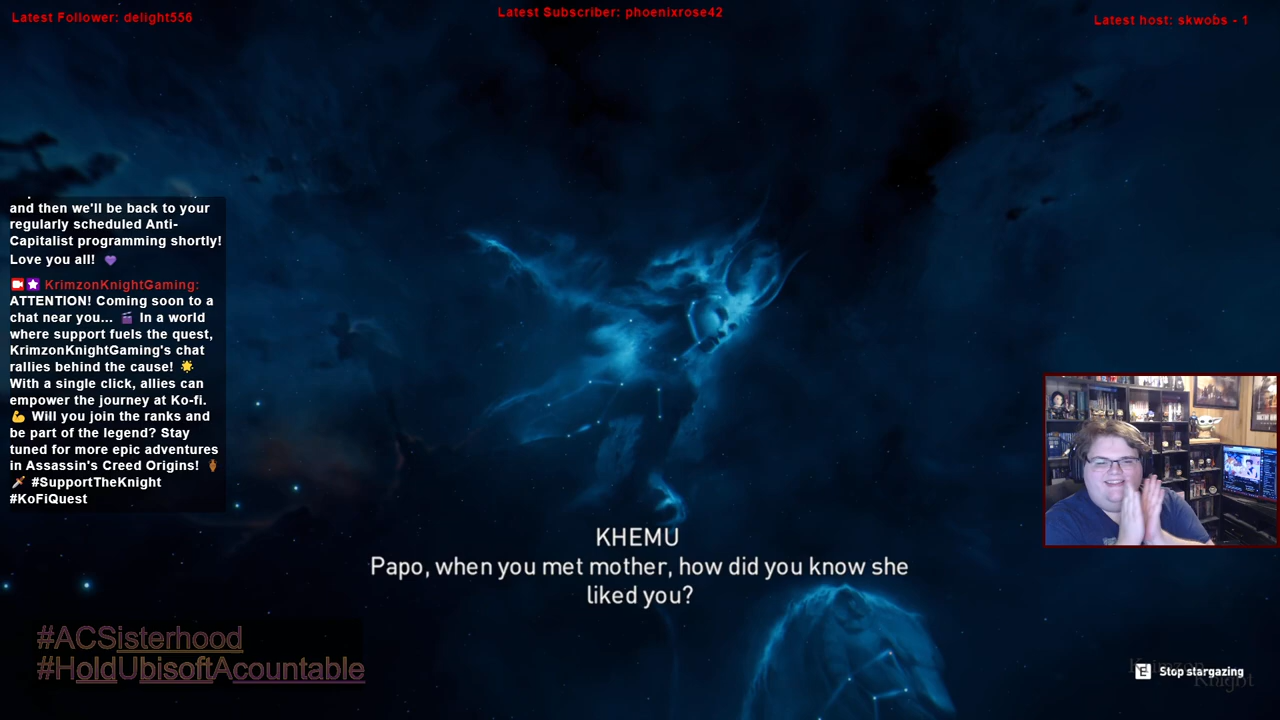 Latest Follower: delight556
Latest Subscriber: phoenixrose42
Latest host: skwobs - 1
and then we'll be back to your
regularly scheduled Anti-
Capitalist programming shortly!
Love you all! 💜
KrimzonKnightGaming:
ATTENTION! Coming soon to a
chat near you... 🎬 In a world
where support fuels the quest,
KrimzonKnightGaming's chat
rallies behind the cause! 🌟
With a single click, allies can
empower the journey at Ko-fi.
💪 Will you join the ranks and
be part of the legend? Stay
tuned for more epic adventures
in Assassin's Creed Origins! 🏺
🗡️ #SupportTheKnight
#KoFiQuest
KHEMU
Papo, when you met mother, how did you know she
liked you?
#ACSisterhood
#HoldUbisoftAcountable
E Stop stargazing
Krimzon
Knight